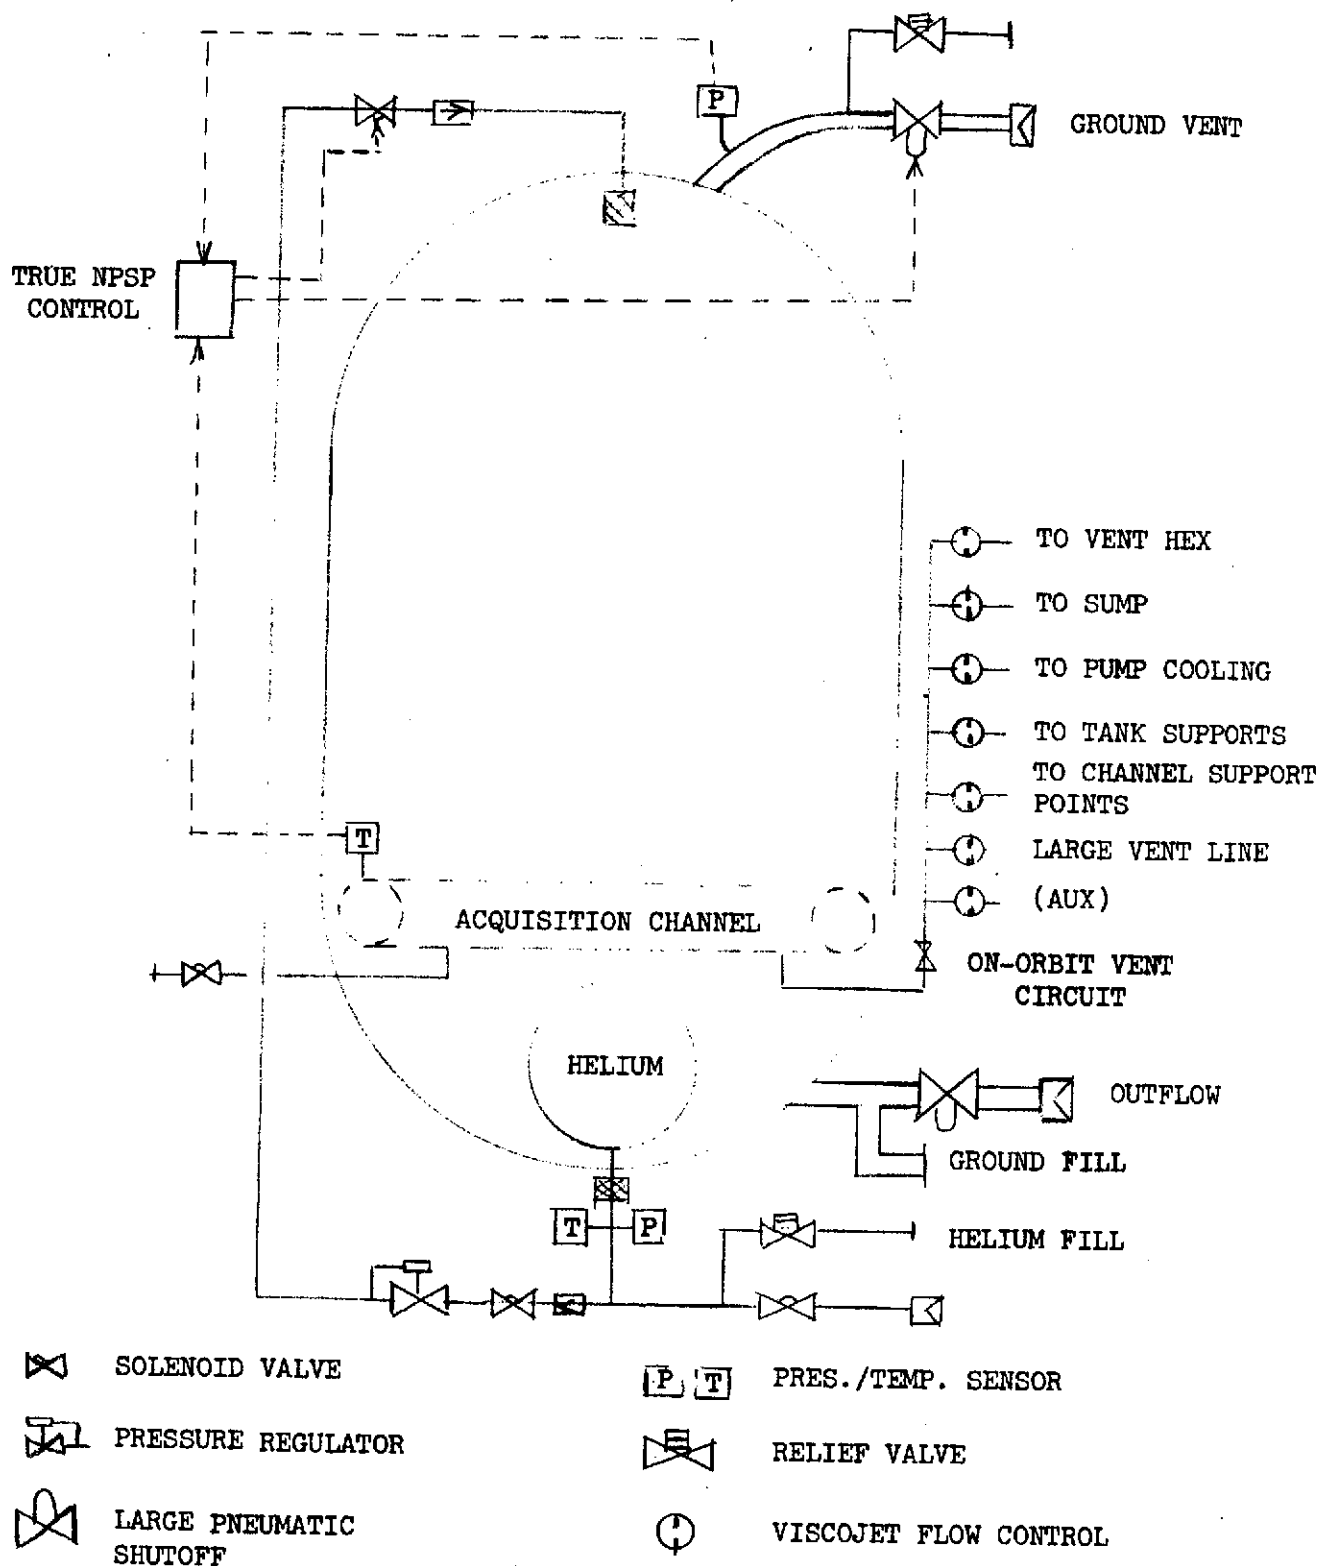 P
GROUND VENT
TRUE NPSP
CONTROL
TO VENT HEX
TO SUMP
TO PUMP COOLING
TO TANK SUPPORTS
TO CHANNEL SUPPORT
POINTS
T
LARGE VENT LINE
(AUX)
ACQUISITION CHANNEL
ON-ORBIT VENT
CIRCUIT
HELIUM
OUTFLOW
GROUND FILL
T
P
HELIUM FILL
SOLENOID VALVE
P T PRES./TEMP. SENSOR
PRESSURE REGULATOR
RELIEF VALVE
LARGE PNEUMATIC
SHUTOFF
VISCOJET FLOW CONTROL